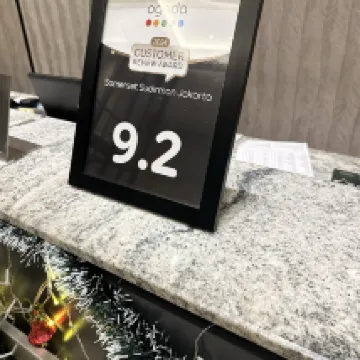 agoda
2024
CUSTOMER
REVIEW AWARD
Somerset Sudirman Jakarta
9.2